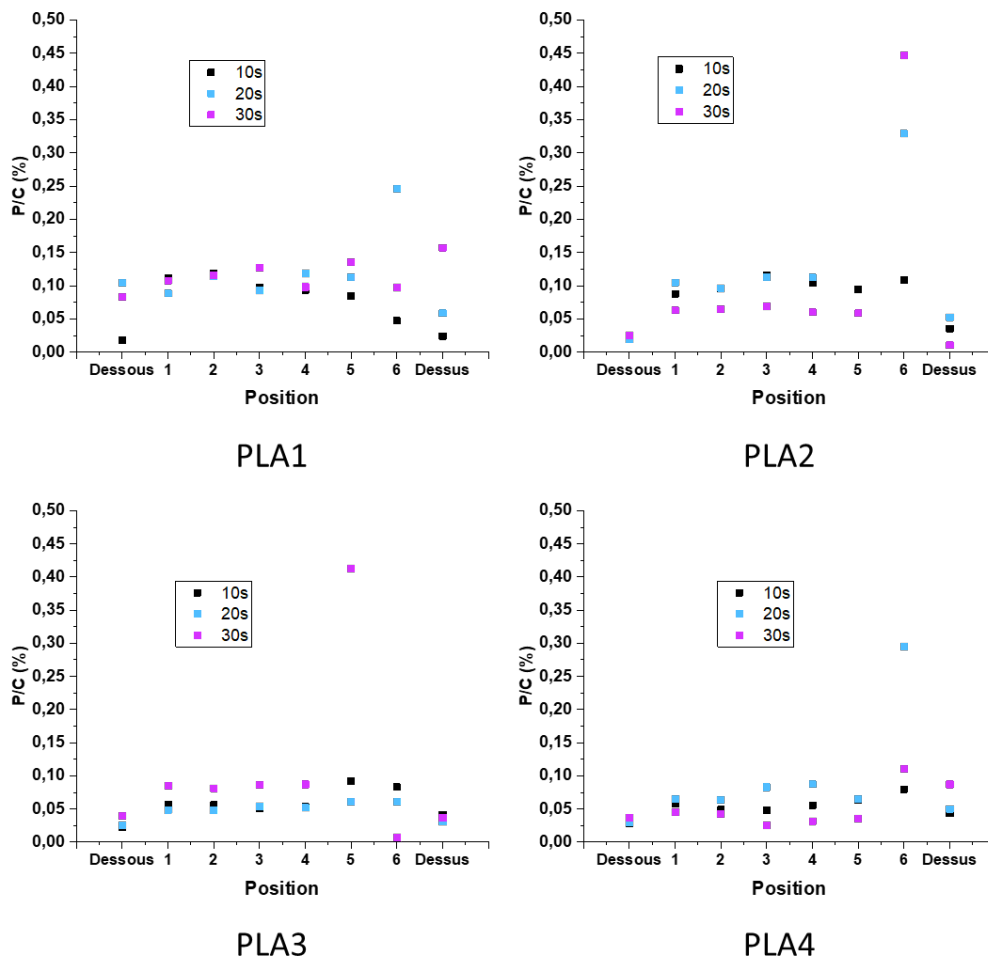 0,50
0,45
0,40
0,35
0,30
0,25
0,20
0,15
0,10
0,05
0,00
P/C (%)
10s
20s
30s
Dessous 1 2 3 4 5 6 Dessus
Position
PLA1
0,50
0,45
0,40
0,35
0,30
0,25
0,20
0,15
0,10
0,05
0,00
P/C (%)
10s
20s
30s
Dessous 1 2 3 4 5 6 Dessus
Position
PLA2
0,50
0,45
0,40
0,35
0,30
0,25
0,20
0,15
0,10
0,05
0,00
P/C (%)
10s
20s
30s
Dessous 1 2 3 4 5 6 Dessus
Position
PLA3
0,50
0,45
0,40
0,35
0,30
0,25
0,20
0,15
0,10
0,05
0,00
P/C (%)
10s
20s
30s
Dessous 1 2 3 4 5 6 Dessus
Position
PLA4